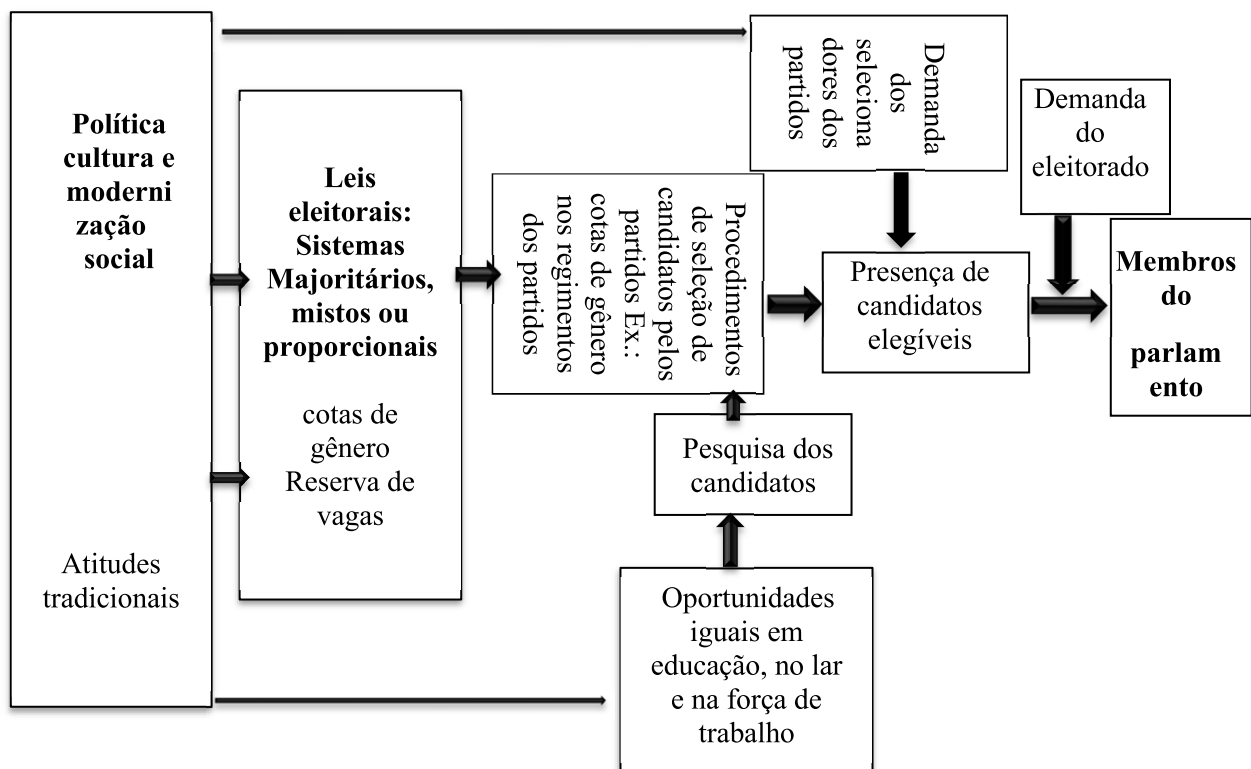 Política
cultura e
moderni
zação
social
Atitudes
tradicionais
Leis
eleitorais:
Sistemas
Majoritários,
mistos ou
proporcionais
cotas de
gênero
Reserva de
vagas
Procedimentos
de seleção de
candidatos pelos
partidos Ex.:
cotas de gênero
nos regimentos
dos partidos
Demanda
dos
seleciona
dores dos
partidos
Pesquisa dos
candidatos
Oportunidades
iguais em
educação, no lar
e na força de
trabalho
Presença de
candidatos
elegíveis
Demanda
do
eleitorado
Membros
do
parlam
ento